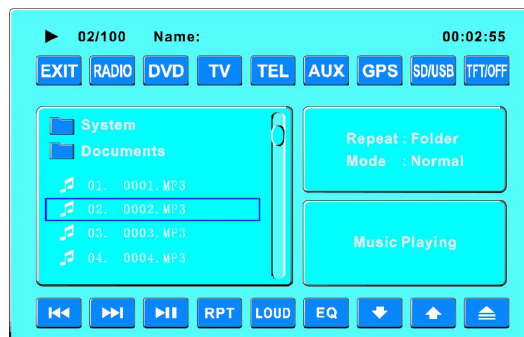 02/100 Name: 00:02:55
EXIT RADIO DVD TV TEL AUX GPS SD/USB TFT/OFF
System
Documents
01. 0001.MP3
02. 0002.MP3
03. 0003.MP3
04. 0004.MP3
Repeat : Folder
Mode : Normal
Music Playing
RPT LOUD EQ